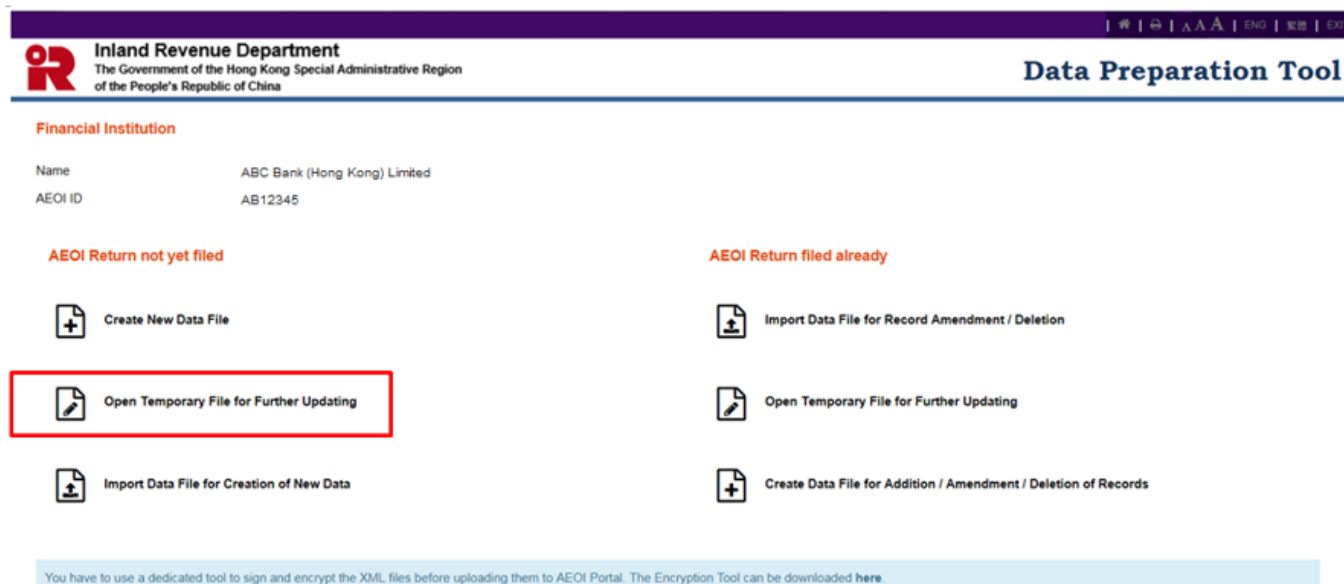 | A A A | ENG | 繁體 | EXIT
Inland Revenue Department
The Government of the Hong Kong Special Administrative Region
of the People's Republic of China
Data Preparation Tool
Financial Institution
Name ABC Bank (Hong Kong) Limited
AEOI ID AB12345
AEOI Return not yet filed
AEOI Return filed already
Create New Data File
Import Data File for Record Amendment / Deletion
Open Temporary File for Further Updating
Open Temporary File for Further Updating
Import Data File for Creation of New Data
Create Data File for Addition / Amendment / Deletion of Records
You have to use a dedicated tool to sign and encrypt the XML files before uploading them to AEOI Portal. The Encryption Tool can be downloaded here.